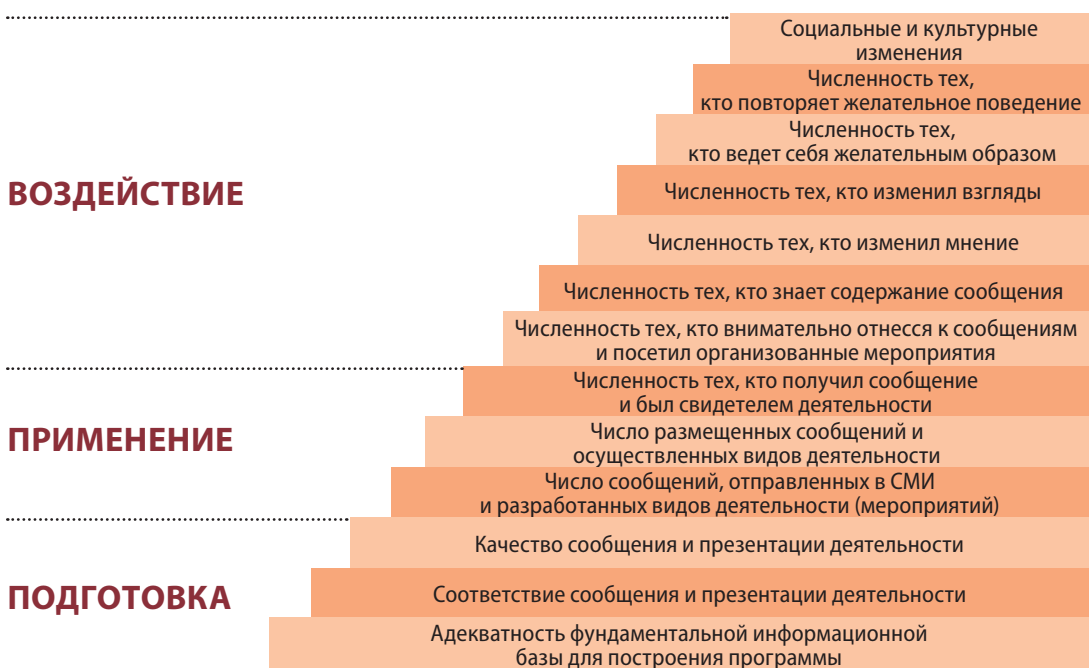 Социальные и культурные
изменения
Численность тех,
кто повторяет желательное поведение
Численность тех,
кто ведет себя желательным образом
ВОЗДЕЙСТВИЕ
Численность тех, кто изменил взгляды
Численность тех, кто изменил мнение
Численность тех, кто знает содержание сообщения
Численность тех, кто внимательно отнесся к сообщениям
и посетил организованные мероприятия
Численность тех, кто получил сообщение
и был свидетелем деятельности
ПРИМЕНЕНИЕ
Число размещенных сообщений и
осуществленных видов деятельности
Число сообщений, отправленных в СМИ
и разработанных видов деятельности (мероприятий)
Качество сообщения и презентации деятельности
ПОДГОТОВКА
Соответствие сообщения и презентации деятельности
Адекватность фундаментальной информационной
базы для построения программы